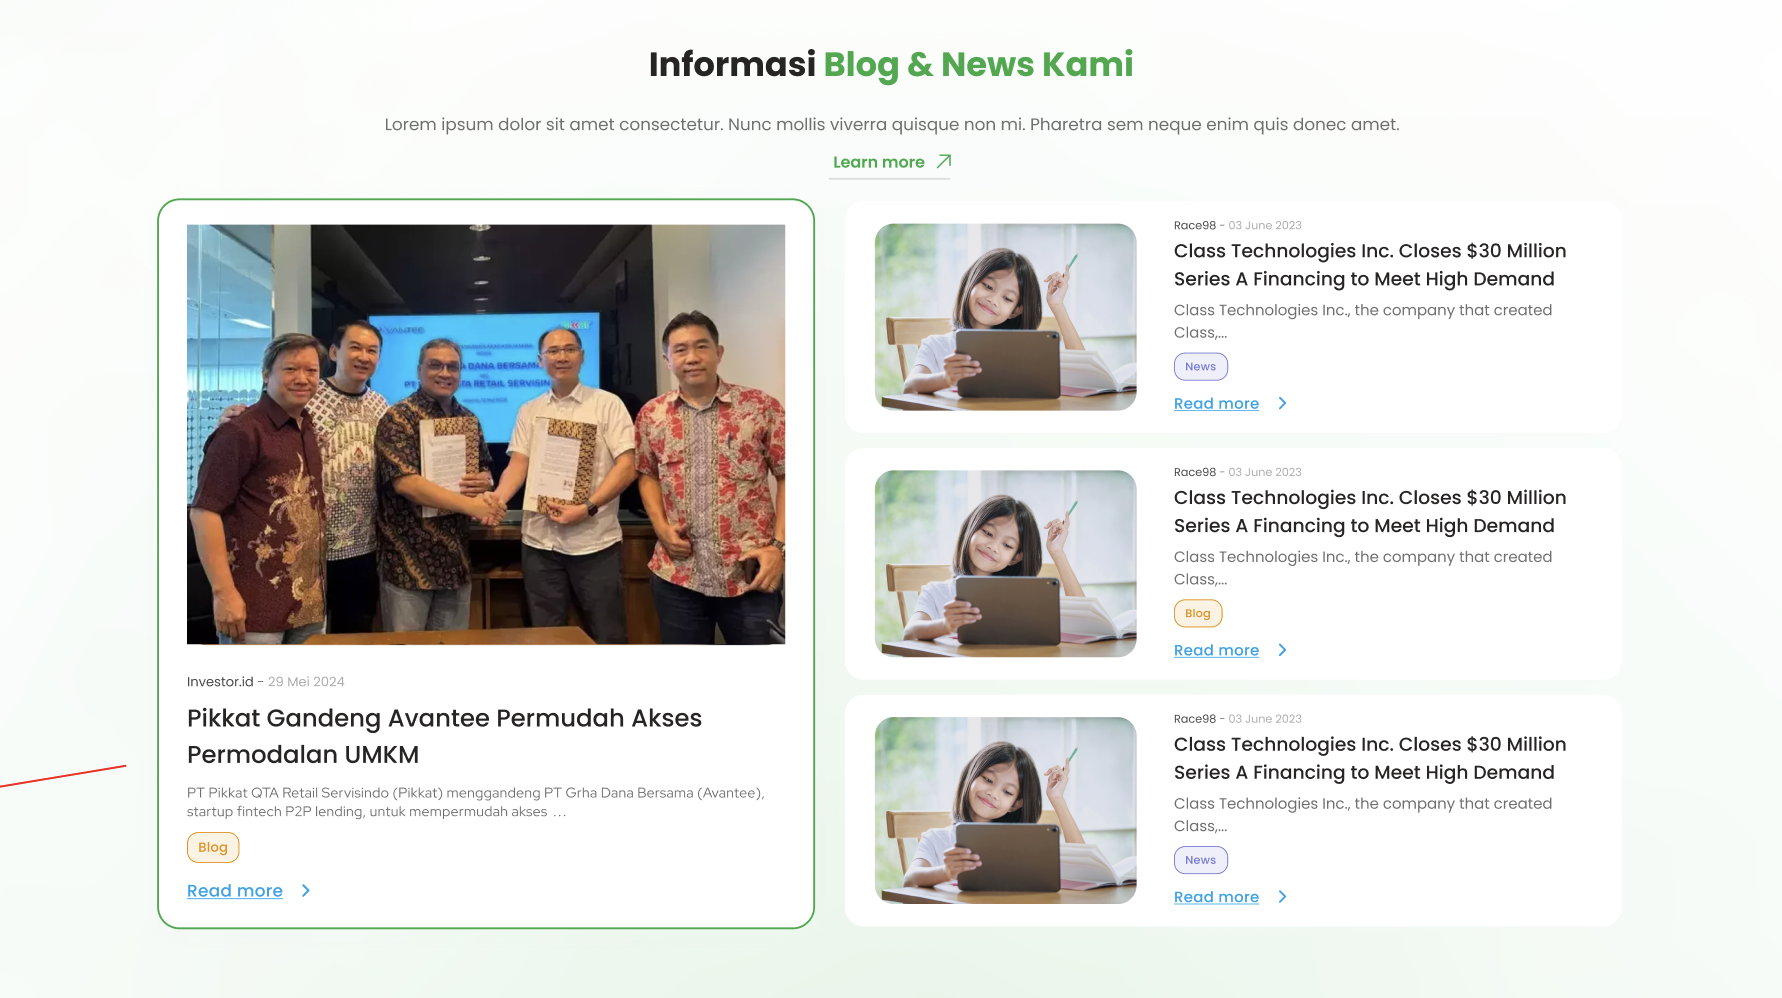 Informasi Blog & News Kami
Lorem ipsum dolor sit amet consectetur. Nunc mollis viverra quisque non mi. Pharetra sem neque enim quis donec amet.
Learn more
AVANTEE
DANA BERSAMA
RETAIL SERVISIN
Investor.id - 29 Mei 2024
Pikkat Gandeng Avantee Permudah Akses
Permodalan UMKM
PT Pikkat QTA Retail Servisindo (Pikkat) menggandeng PT Grha Dana Bersama (Avantee),
startup fintech P2P lending, untuk mempermudah akses ...
Blog
Read more
Race98 - 03 June 2023
Class Technologies Inc. Closes $30 Million
Series A Financing to Meet High Demand
Class Technologies Inc., the company that created
Class,...
News
Read more
Race98 - 03 June 2023
Class Technologies Inc. Closes $30 Million
Series A Financing to Meet High Demand
Class Technologies Inc., the company that created
Class,...
Blog
Read more
Race98 - 03 June 2023
Class Technologies Inc. Closes $30 Million
Series A Financing to Meet High Demand
Class Technologies Inc., the company that created
Class,...
News
Read more